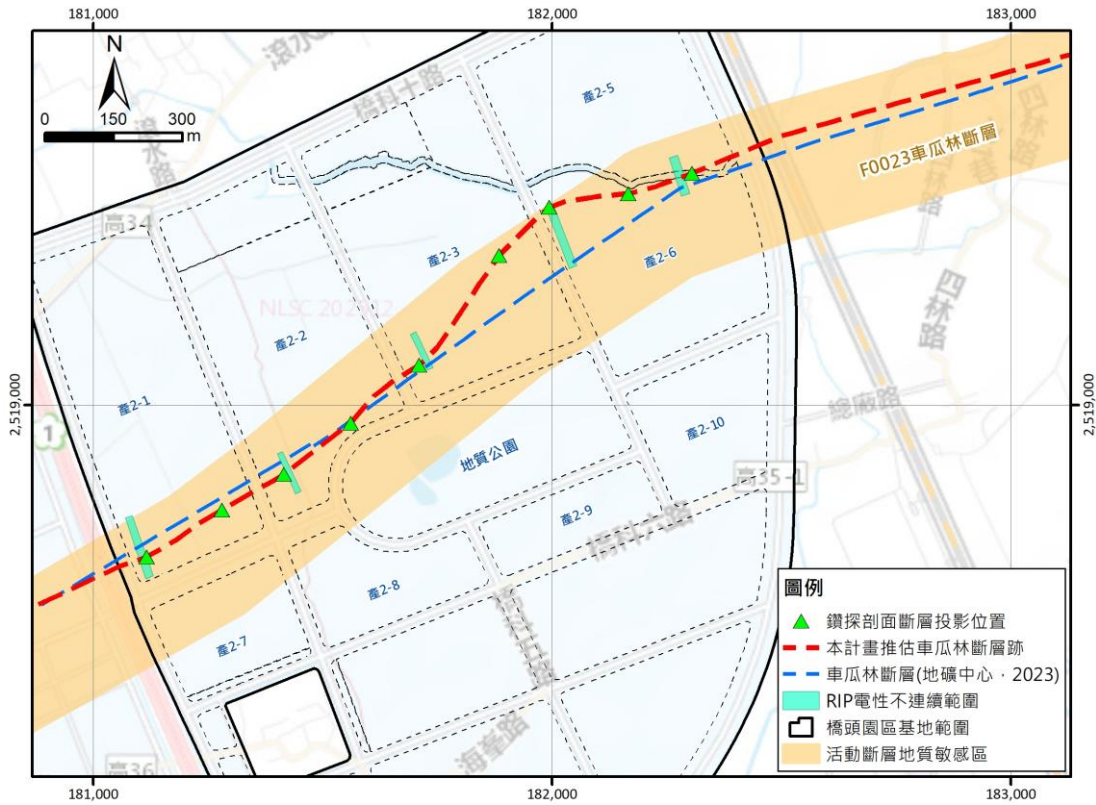 181,000
182,000
183,000
N
0 150 300
m
滾水路
橋科十路
產2-5
高34
F0023車瓜林斷層
產2-3
產2-6
四林路
NLSC
產2-2
產2-1
2,519,000
2,519,000
1
總廠路
產2-10
地質公園
高35-1
產2-9
橋科六路
產2-8
產2-7
海峯路
高36
圖例
鑽探剖面斷層投影位置
本計畫推估車瓜林斷層跡
車瓜林斷層(地礦中心,2023)
RIP電性不連續範圍
橋頭園區基地範圍
活動斷層地質敏感區
181,000
182,000
183,000